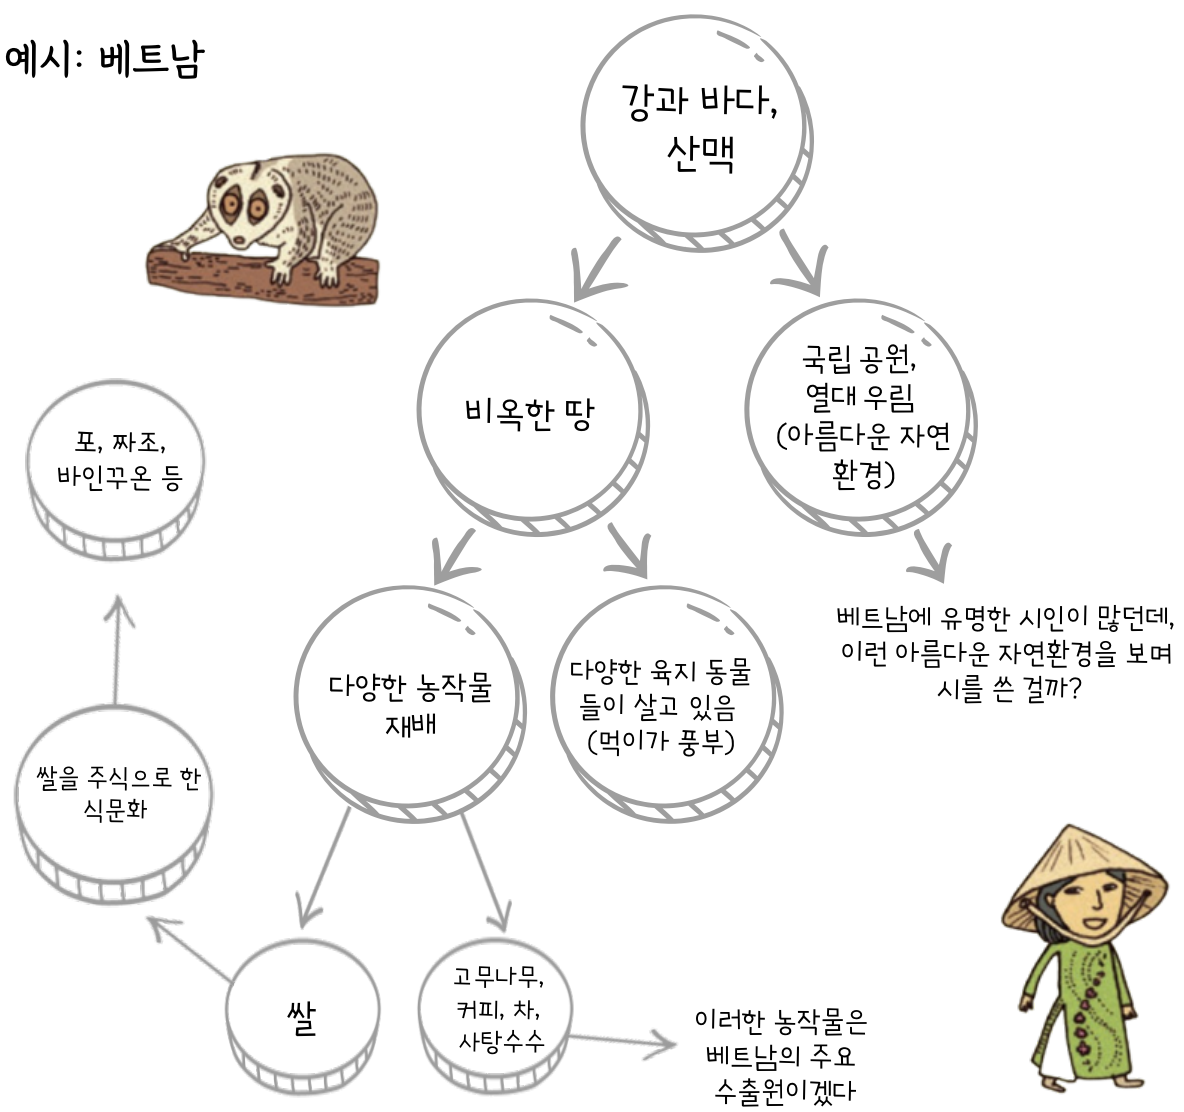 예시: 베트남
강과 바다,
산맥
비옥한 땅
국립 공원,
열대 우림
(아름다운 자연
환경)
포, 짜조,
바인꾸온 등
베트남에 유명한 시인이 많던데,
이런 아름다운 자연환경을 보며
시를 쓴 걸까?
다양한 농작물
재배
다양한 육지 동물
들이 살고 있음
(먹이가 풍부)
쌀을 주식으로 한
식문화
쌀
고무나무,
커피, 차,
사탕수수
이러한 농작물은
베트남의 주요
수출원이겠다